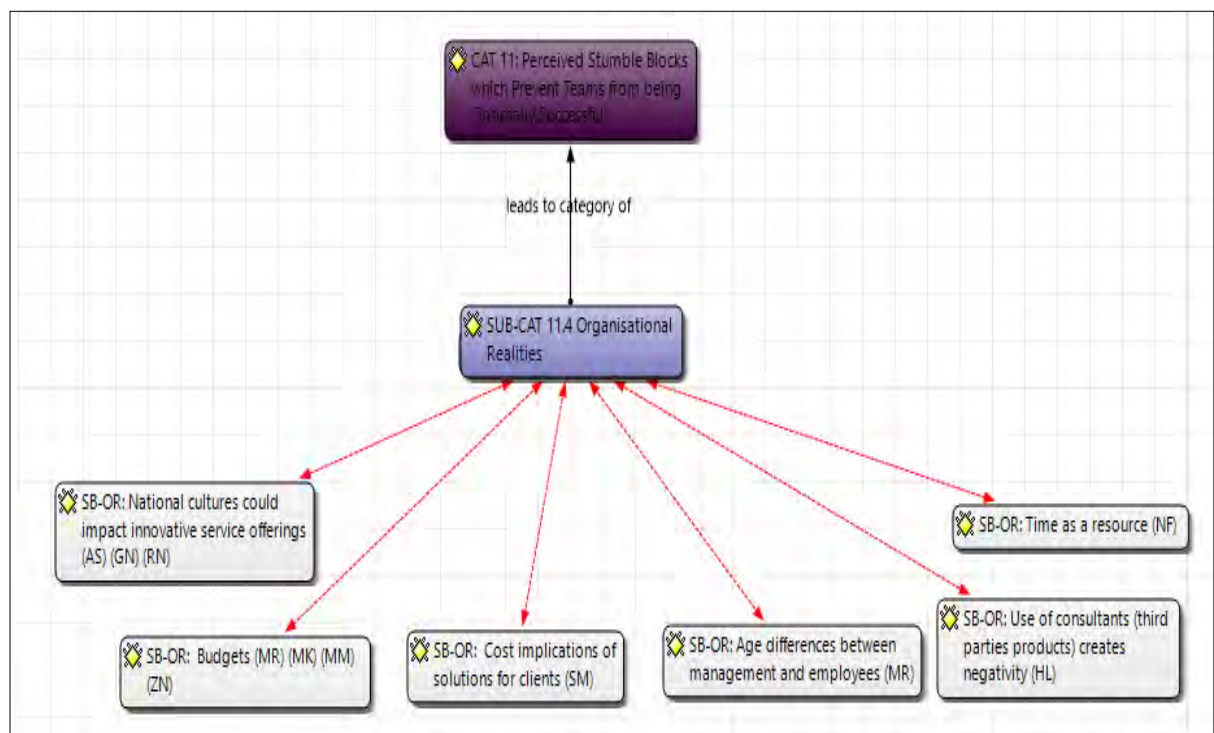 CAT 11: Perceived Stumble Blocks
which Prevent Teams from being
Successful
leads to category of
SUB-CAT 11.4 Organisational
Realities
SB-OR: National cultures could
impact innovative service offerings
(AS) (GN) (RN)
SB-OR: Time as a resource (NF)
SB-OR: Budgets (MR) (MK) (MM)
(ZN)
SB-OR: Cost implications of
solutions for clients (SM)
SB-OR: Age differences between
management and employees (MR)
SB-OR: Use of consultants (third
parties products) creates
negativity (HL)